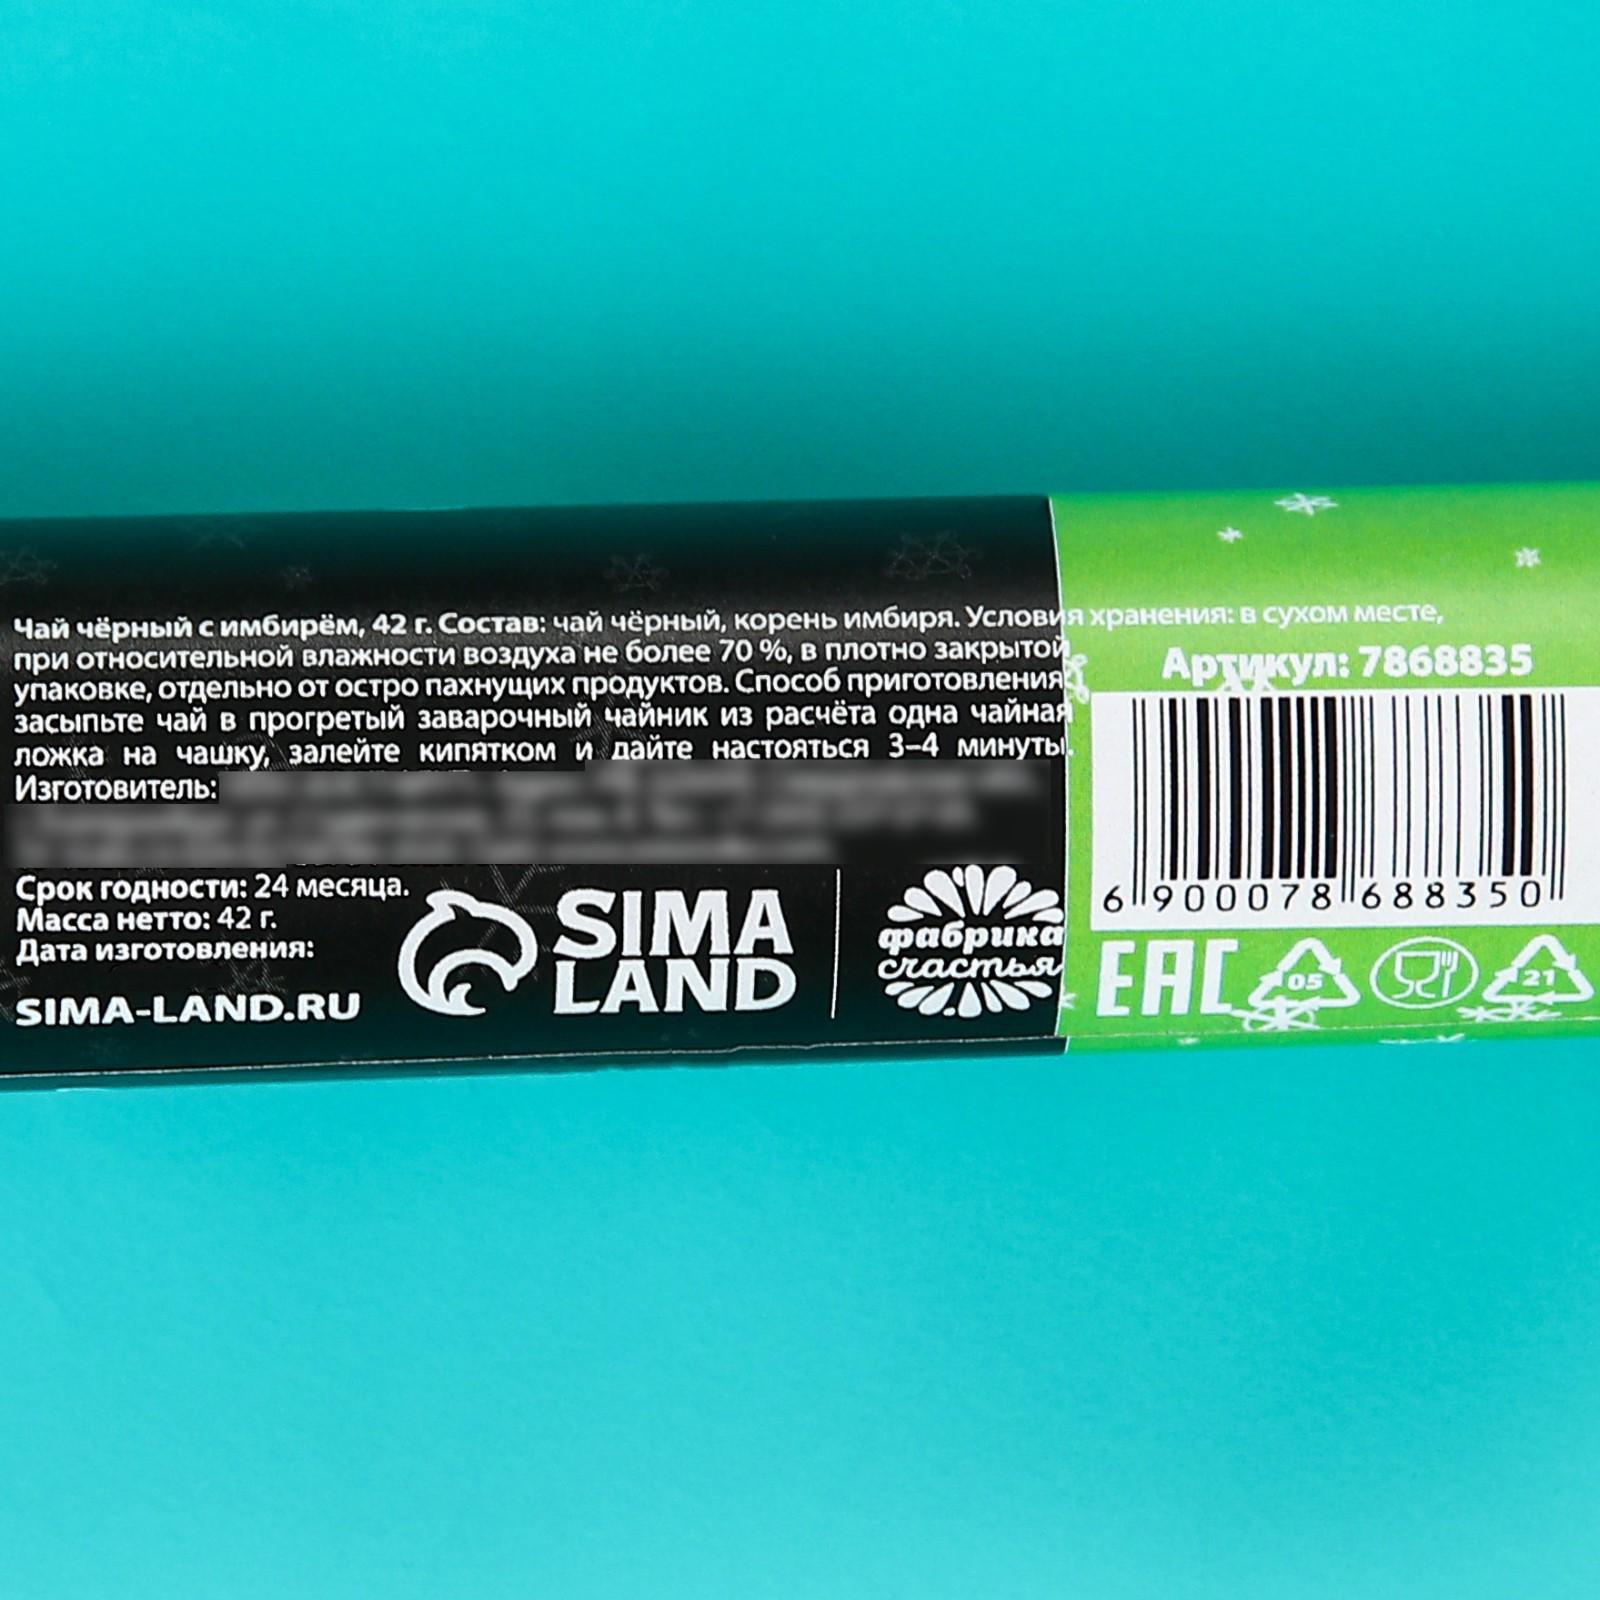 Чай чёрный с имбирём, 42 г. Состав: чай чёрный, корень имбиря. Условия хранения: в сухом месте,
при относительной влажности воздуха не более 70 %, в плотно закрытой
упаковке, отдельно от остро пахнущих продуктов. Способ приготовления:
засыпьте чай в прогретый заварочный чайник из расчёта одна чайная
ложка на чашку, залейте кипятком и дайте настояться 3–4 минуты.
Изготовитель:
Срок годности: 24 месяца.
Масса нетто: 42 г.
Дата изготовления:
SIMA-LAND.RU
SIMA
LAND
фабрика
счастья
Артикул: 7868835
6 900078 688350
EAC
05
21